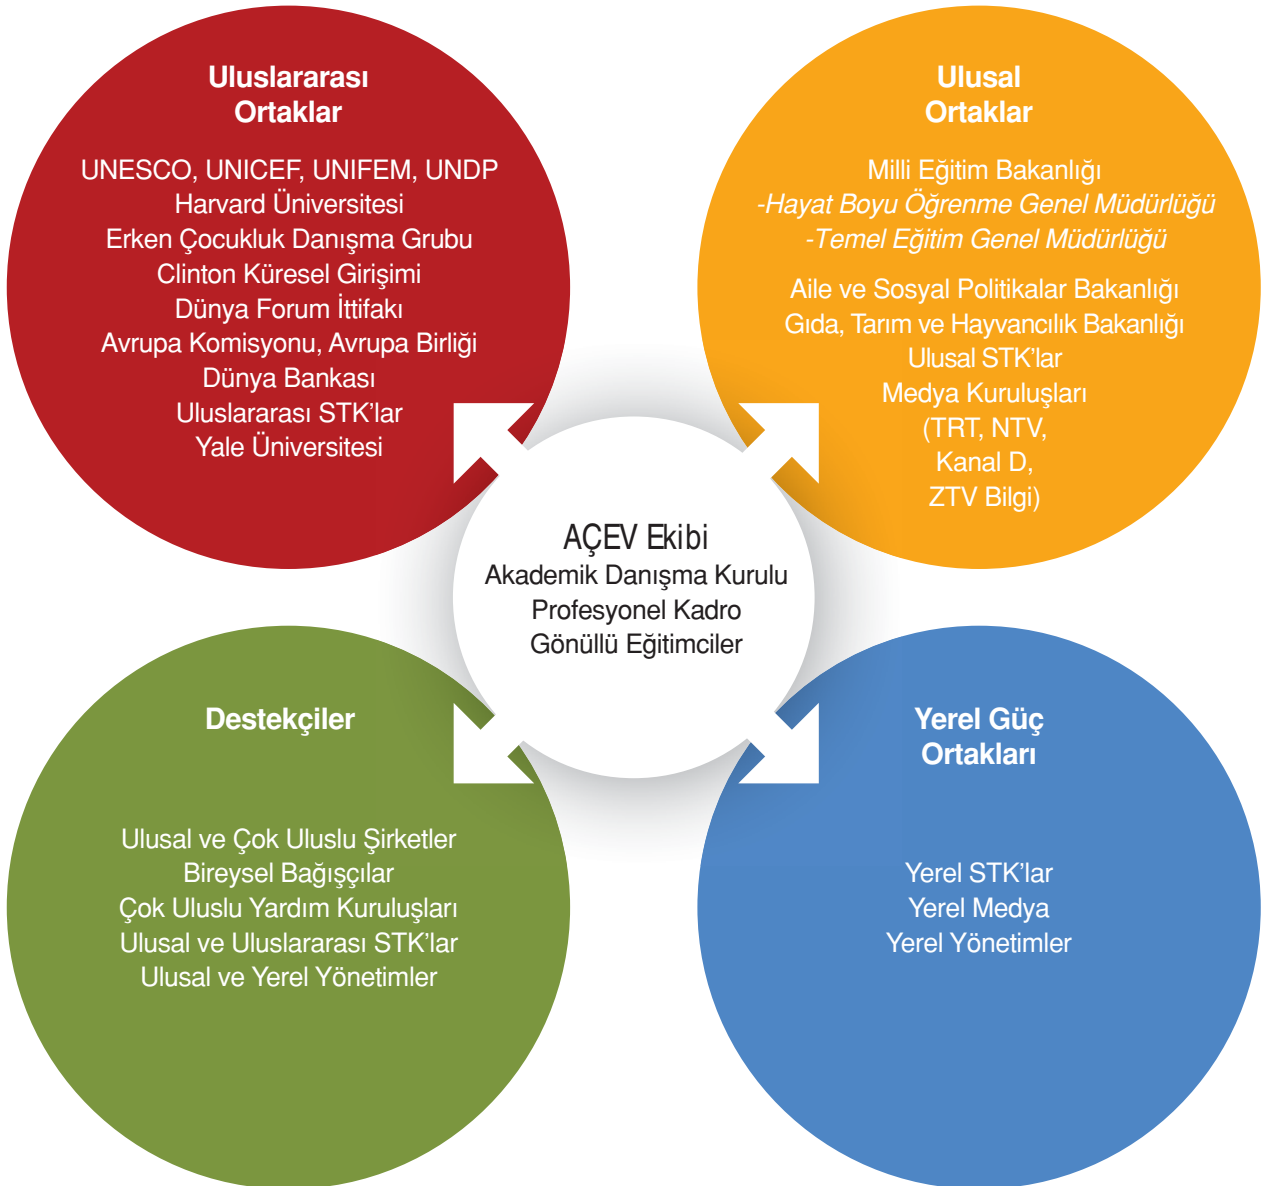 Uluslararası
Ortaklar
UNESCO, UNICEF, UNIFEM, UNDP
Harvard Üniversitesi
Erken Çocukluk Danışma Grubu
Clinton Küresel Girişimi
Dünya Forum İttifakı
Avrupa Komisyonu, Avrupa Birliği
Dünya Bankası
Uluslararası STK’lar
Yale Üniversitesi
Ulusal
Ortaklar
Milli Eğitim Bakanlığı
-Hayat Boyu Öğrenme Genel Müdürlüğü
-Temel Eğitim Genel Müdürlüğü
Aile ve Sosyal Politikalar Bakanlığı
Gıda, Tarım ve Hayvancılık Bakanlığı
Ulusal STK’lar
Medya Kuruluşları
(TRT, NTV,
Kanal D,
ZTV Bilgi)
AÇEV Ekibi
Akademik Danışma Kurulu
Profesyonel Kadro
Gönüllü Eğitimciler
Destekçiler
Ulusal ve Çok Uluslu Şirketler
Bireysel Bağışçılar
Çok Uluslu Yardım Kuruluşları
Ulusal ve Uluslararası STK’lar
Ulusal ve Yerel Yönetimler
Yerel Güç
Ortakları
Yerel STK’lar
Yerel Medya
Yerel Yönetimler